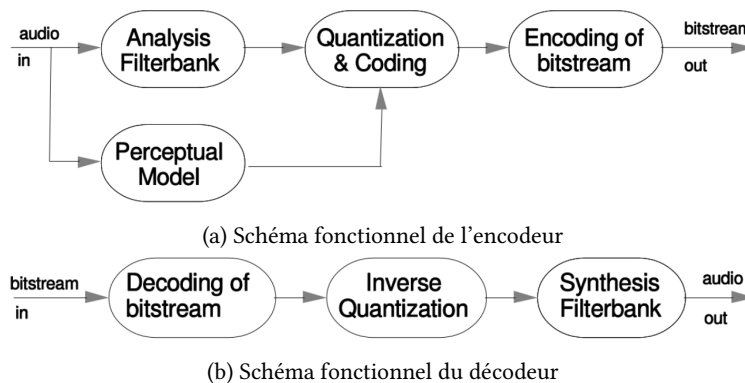 audio
in
Analysis
Filterbank
Quantization
& Coding
Encoding of
bitstream
bitstream
out
Perceptual
Model
(a) Schéma fonctionnel de l'encodeur
bitstream
in
Decoding of
bitstream
Inverse
Quantization
Synthesis
Filterbank
audio
out
(b) Schéma fonctionnel du décodeur